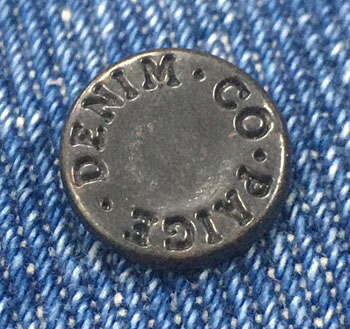 PAIGE · DENIM · CO ·